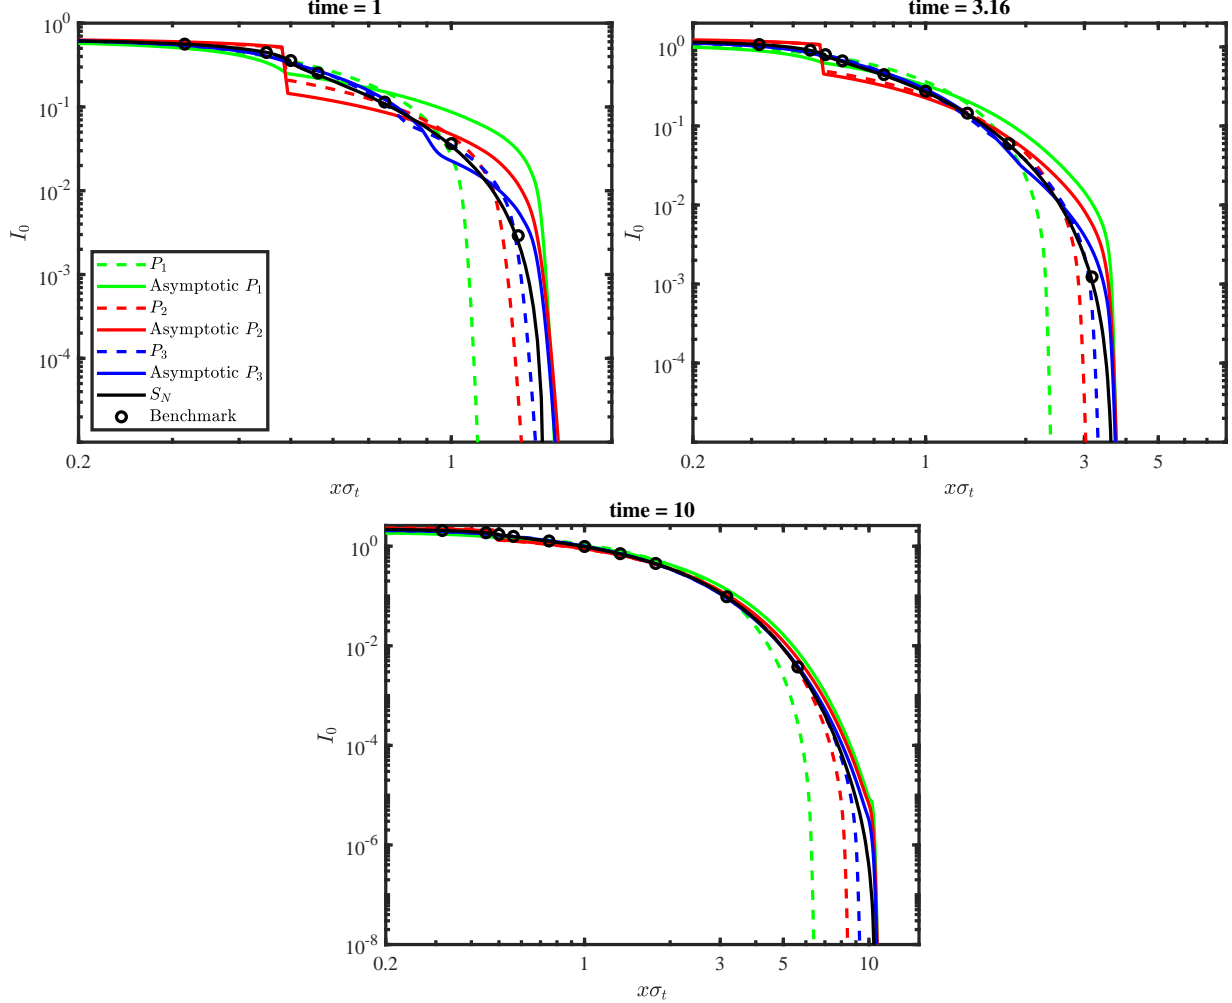 time = 1
10^0
10^-1
10^-2
10^-3
10^-4
I_0
P_1
Asymptotic P_1
P_2
Asymptotic P_2
P_3
Asymptotic P_3
S_N
Benchmark
0.2
1
xσ_t
time = 3.16
10^0
10^-1
10^-2
10^-3
10^-4
I_0
0.2
1
3
5
xσ_t
time = 10
10^0
10^-2
10^-4
10^-6
10^-8
I_0
0.2
1
3
5
10
xσ_t